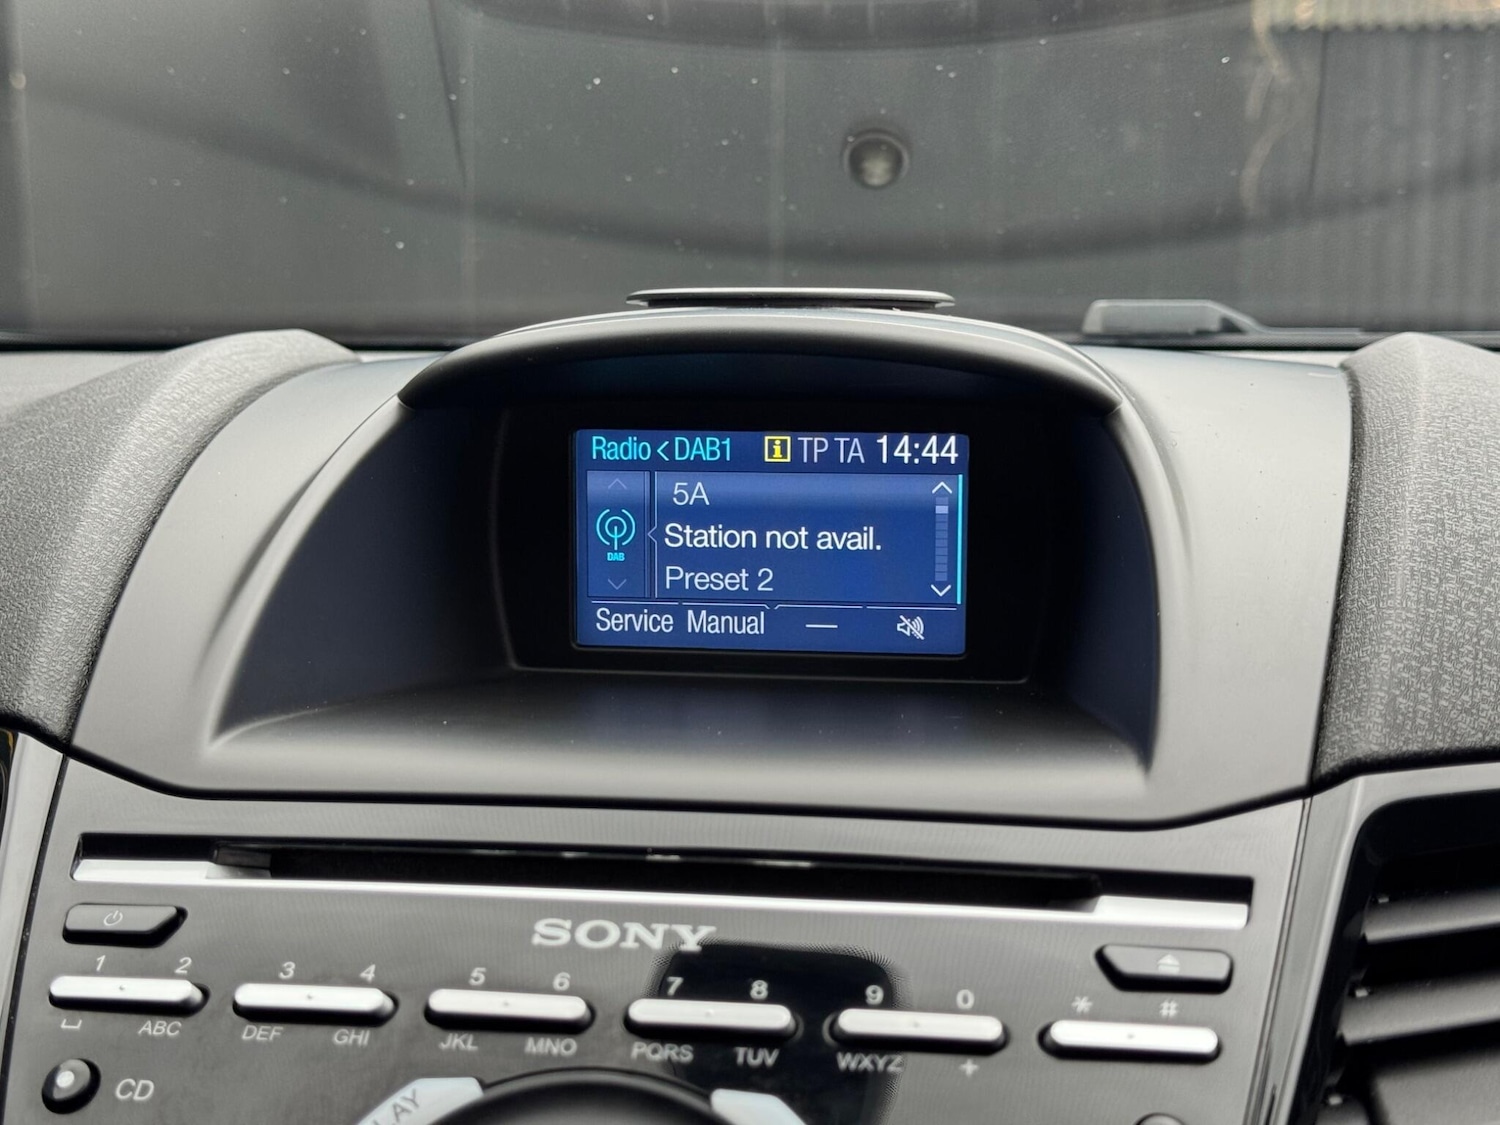 Radio < DAB1 i TP TA 14:44
5A
Station not avail.
DAB
Preset 2
Service Manual —
SONY
1 2 3 4 5 6 7 8 9 0 * #
ABC DEF GHI JKL MNO PQRS TUV WXYZ +
CD
LAY